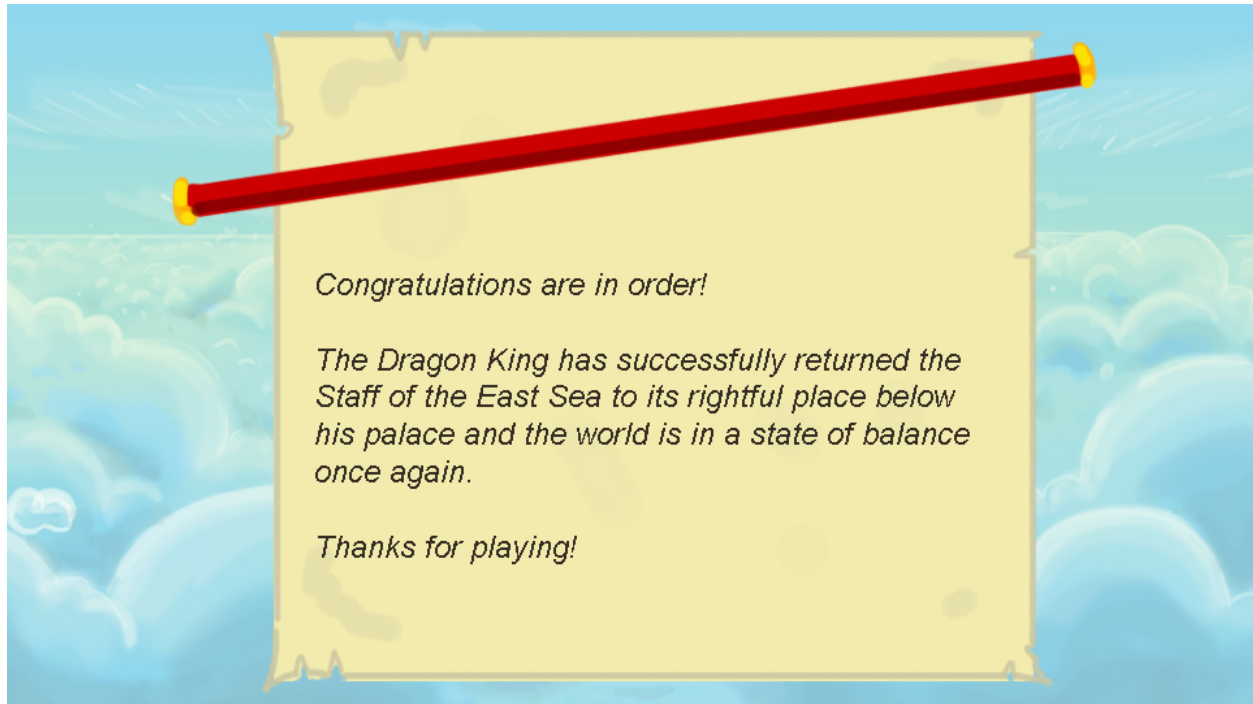 Congratulations are in order!
The Dragon King has successfully returned the
Staff of the East Sea to its rightful place below
his palace and the world is in a state of balance
once again.
Thanks for playing!